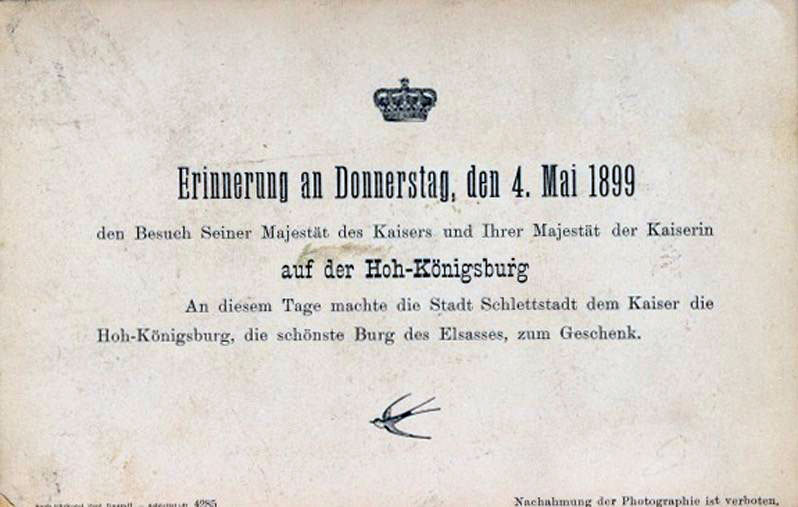 Erinnerung an Donnerstag, den 4. Mai 1899
den Besuch Seiner Majestät des Kaisers und Ihrer Majestät der Kaiserin
auf der Hoh-Königsburg
An diesem Tage machte die Stadt Schlettstadt dem Kaiser die
Hoh-Königsburg, die schönste Burg des Elsasses, zum Geschenk.
4285
Nachahmung der Photographie ist verboten.